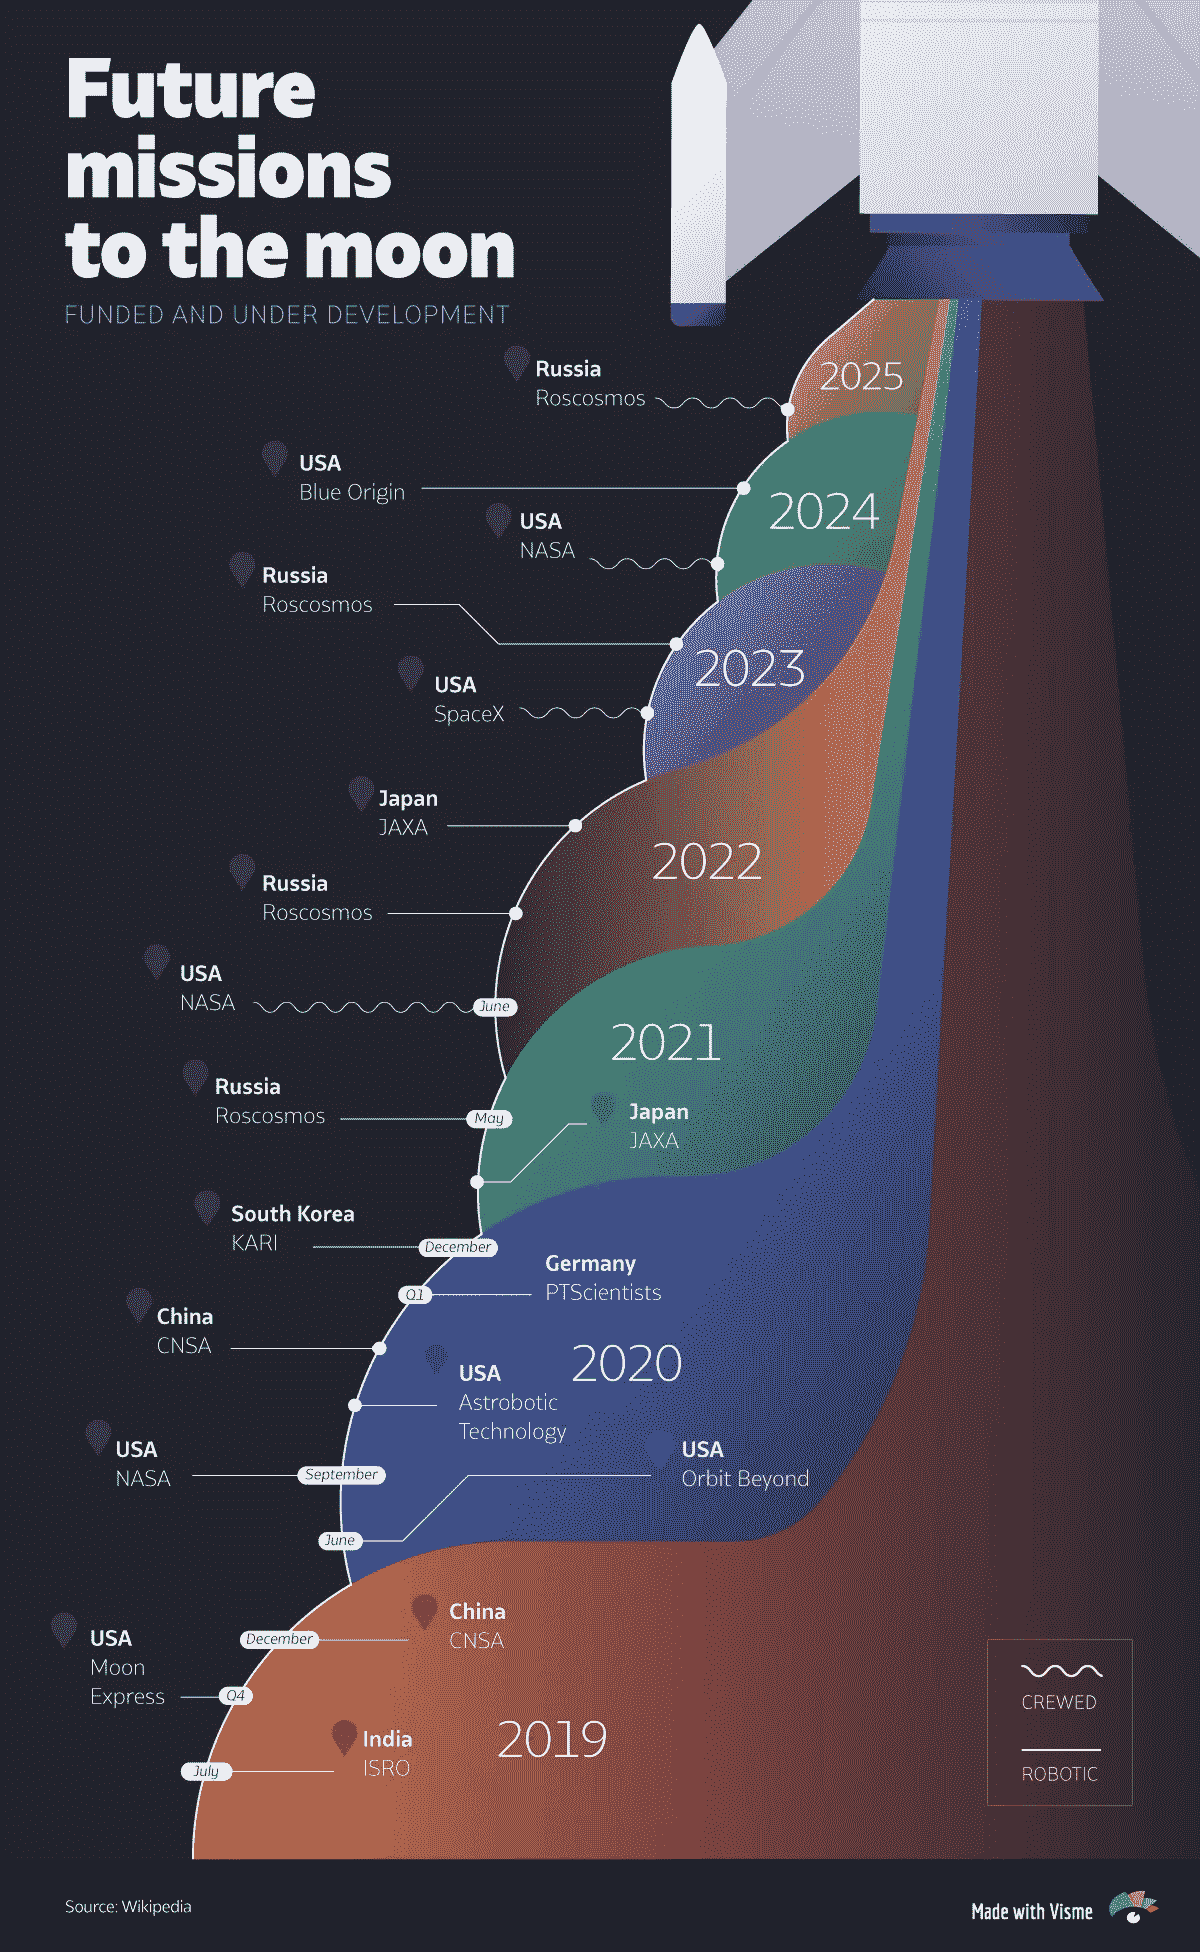 Future
missions
to the moon
FUNDED AND UNDER DEVELOPMENT
Russia
Roscosmos
2025
USA
Blue Origin
2024
USA
NASA
Russia
Roscosmos
2023
USA
SpaceX
Japan
JAXA
2022
Russia
Roscosmos
USA
NASA
June
2021
Russia
Roscosmos
May
Japan
JAXA
South Korea
KARI
December
Germany
PTScientists
Q1
China
CNSA
2020
USA
Astrobotic
Technology
USA
NASA
September
USA
Orbit Beyond
June
China
CNSA
December
USA
Moon
Express
Q4
2019
India
ISRO
July
CREWED
ROBOTIC
Source: Wikipedia
Made with Visme